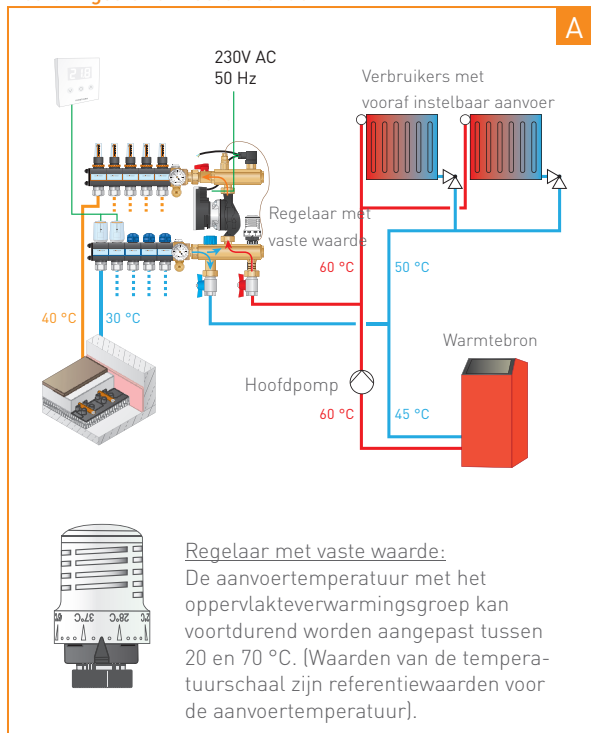 A
230V AC
50 Hz
Verbruikers met
vooraf instelbaar aanvoer
Regelaar met
vaste waarde
60 °C
50 °C
40 °C
30 °C
Warmtebron
Hoofdpomp
60 °C
45 °C
37°C
28°C
Regelaar met vaste waarde:
De aanvoertemperatuur met het
oppervlakteverwarmingsgroep kan
voortdurend worden aangepast tussen
20 en 70 °C. (Waarden van de tempera-
tuurschaal zijn referentiewaarden voor
de aanvoertemperatuur).